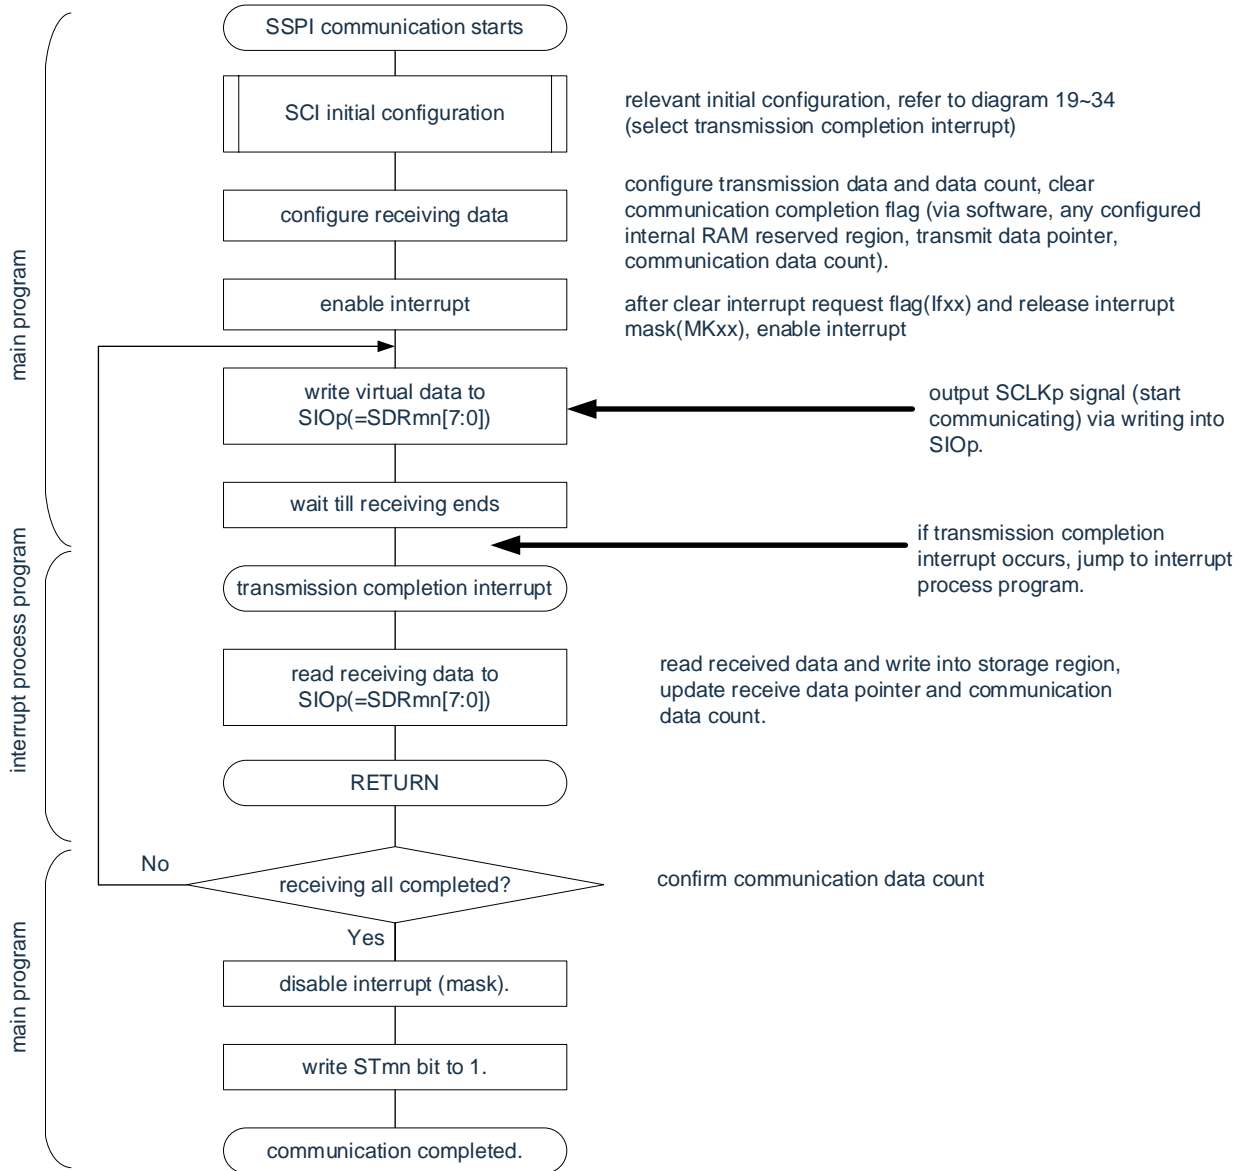 SSPI communication starts
SCI initial configuration
relevant initial configuration, refer to diagram 19~34
(select transmission completion interrupt)
configure receiving data
configure transmission data and data count, clear
communication completion flag (via software, any configured
internal RAM reserved region, transmit data pointer,
communication data count).
main program
enable interrupt
after clear interrupt request flag(Ifxx) and release interrupt
mask(MKxx), enable interrupt
write virtual data to
SIOp(=SDRmn[7:0])
output SCLKp signal (start
communicating) via writing into
SIOp.
wait till receiving ends
if transmission completion
interrupt occurs, jump to interrupt
process program.
interrupt process program
transmission completion interrupt
read receiving data to
SIOp(=SDRmn[7:0])
read received data and write into storage region,
update receive data pointer and communication
data count.
RETURN
No
receiving all completed?
confirm communication data count
Yes
main program
disable interrupt (mask).
write STmn bit to 1.
communication completed.